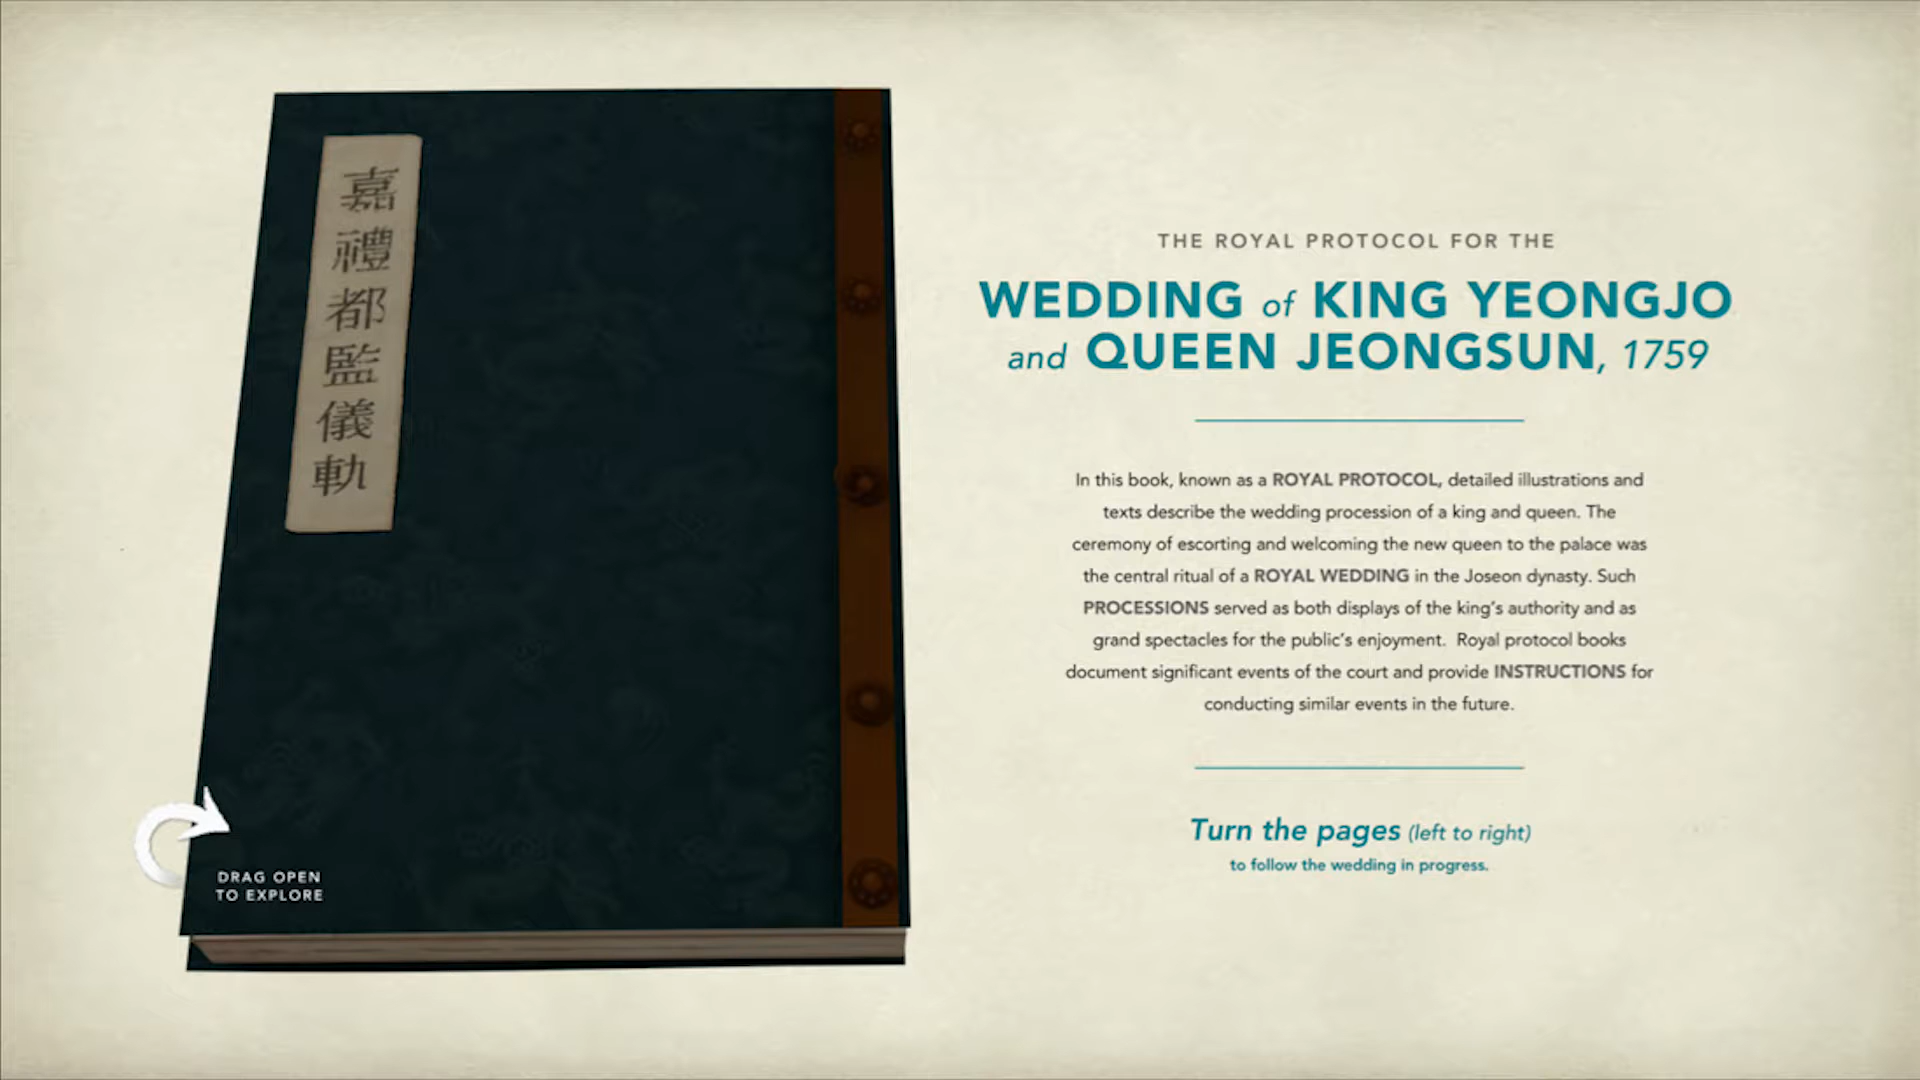 嘉禮都監儀軌
DRAG OPEN
TO EXPLORE
THE ROYAL PROTOCOL FOR THE
WEDDING of KING YEONGJO
and QUEEN JEONGSUN, 1759
In this book, known as a ROYAL PROTOCOL, detailed illustrations and
texts describe the wedding procession of a king and queen. The
ceremony of escorting and welcoming the new queen to the palace was
the central ritual of a ROYAL WEDDING in the Joseon dynasty. Such
PROCESSIONS served as both displays of the king's authority and as
grand spectacles for the public's enjoyment. Royal protocol books
document significant events of the court and provide INSTRUCTIONS for
conducting similar events in the future.
Turn the pages (left to right)
to follow the wedding in progress.